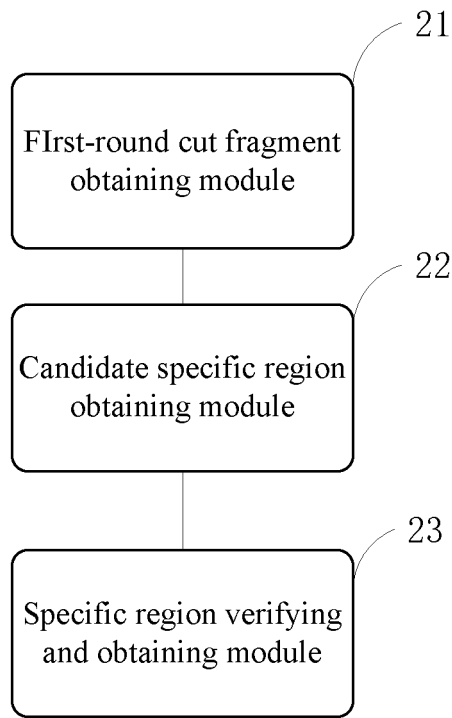 21
FIrst-round cut fragment
obtaining module
22
Candidate specific region
obtaining module
23
Specific region verifying
and obtaining module